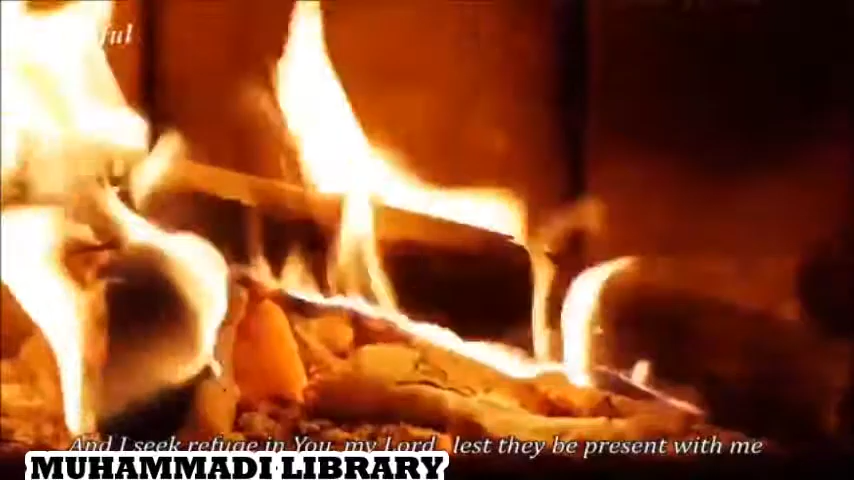 ful
And I seek refuge in You, my Lord, lest they be present with me
MUHAMMADI LIBRARY